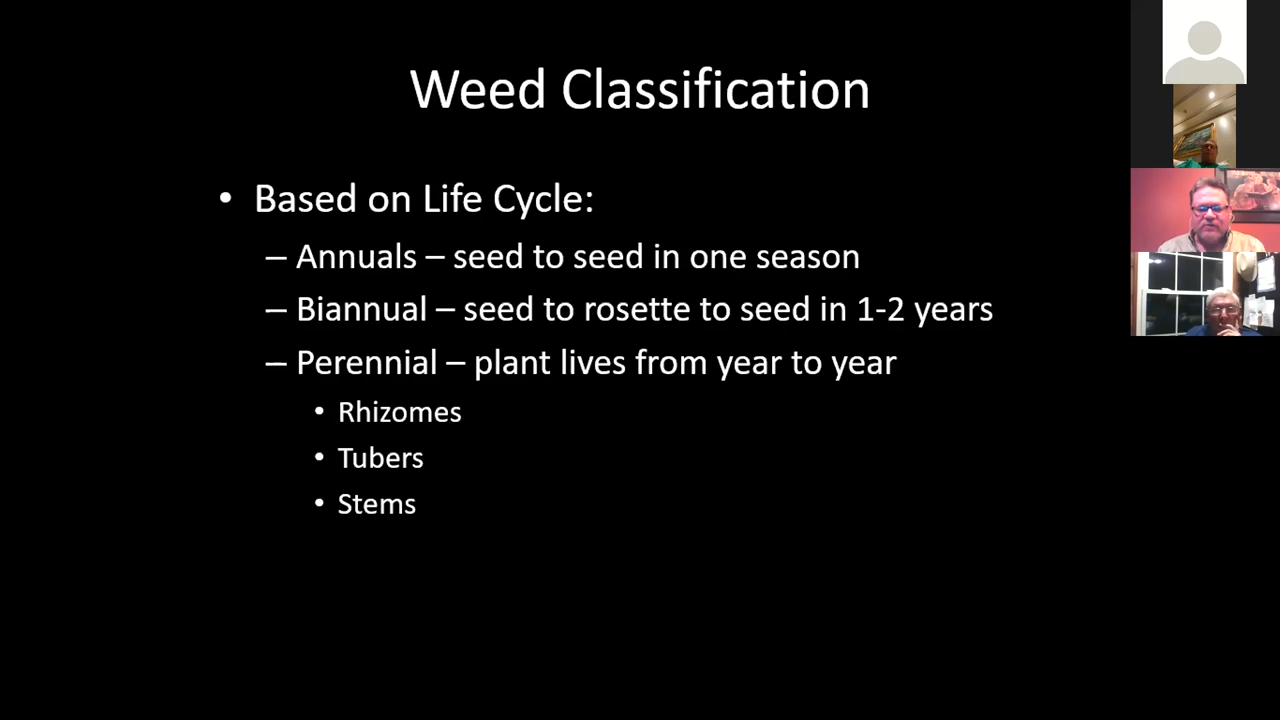 Weed Classification
• Based on Life Cycle:
– Annuals – seed to seed in one season
– Biannual – seed to rosette to seed in 1-2 years
– Perennial – plant lives from year to year
• Rhizomes
• Tubers
• Stems